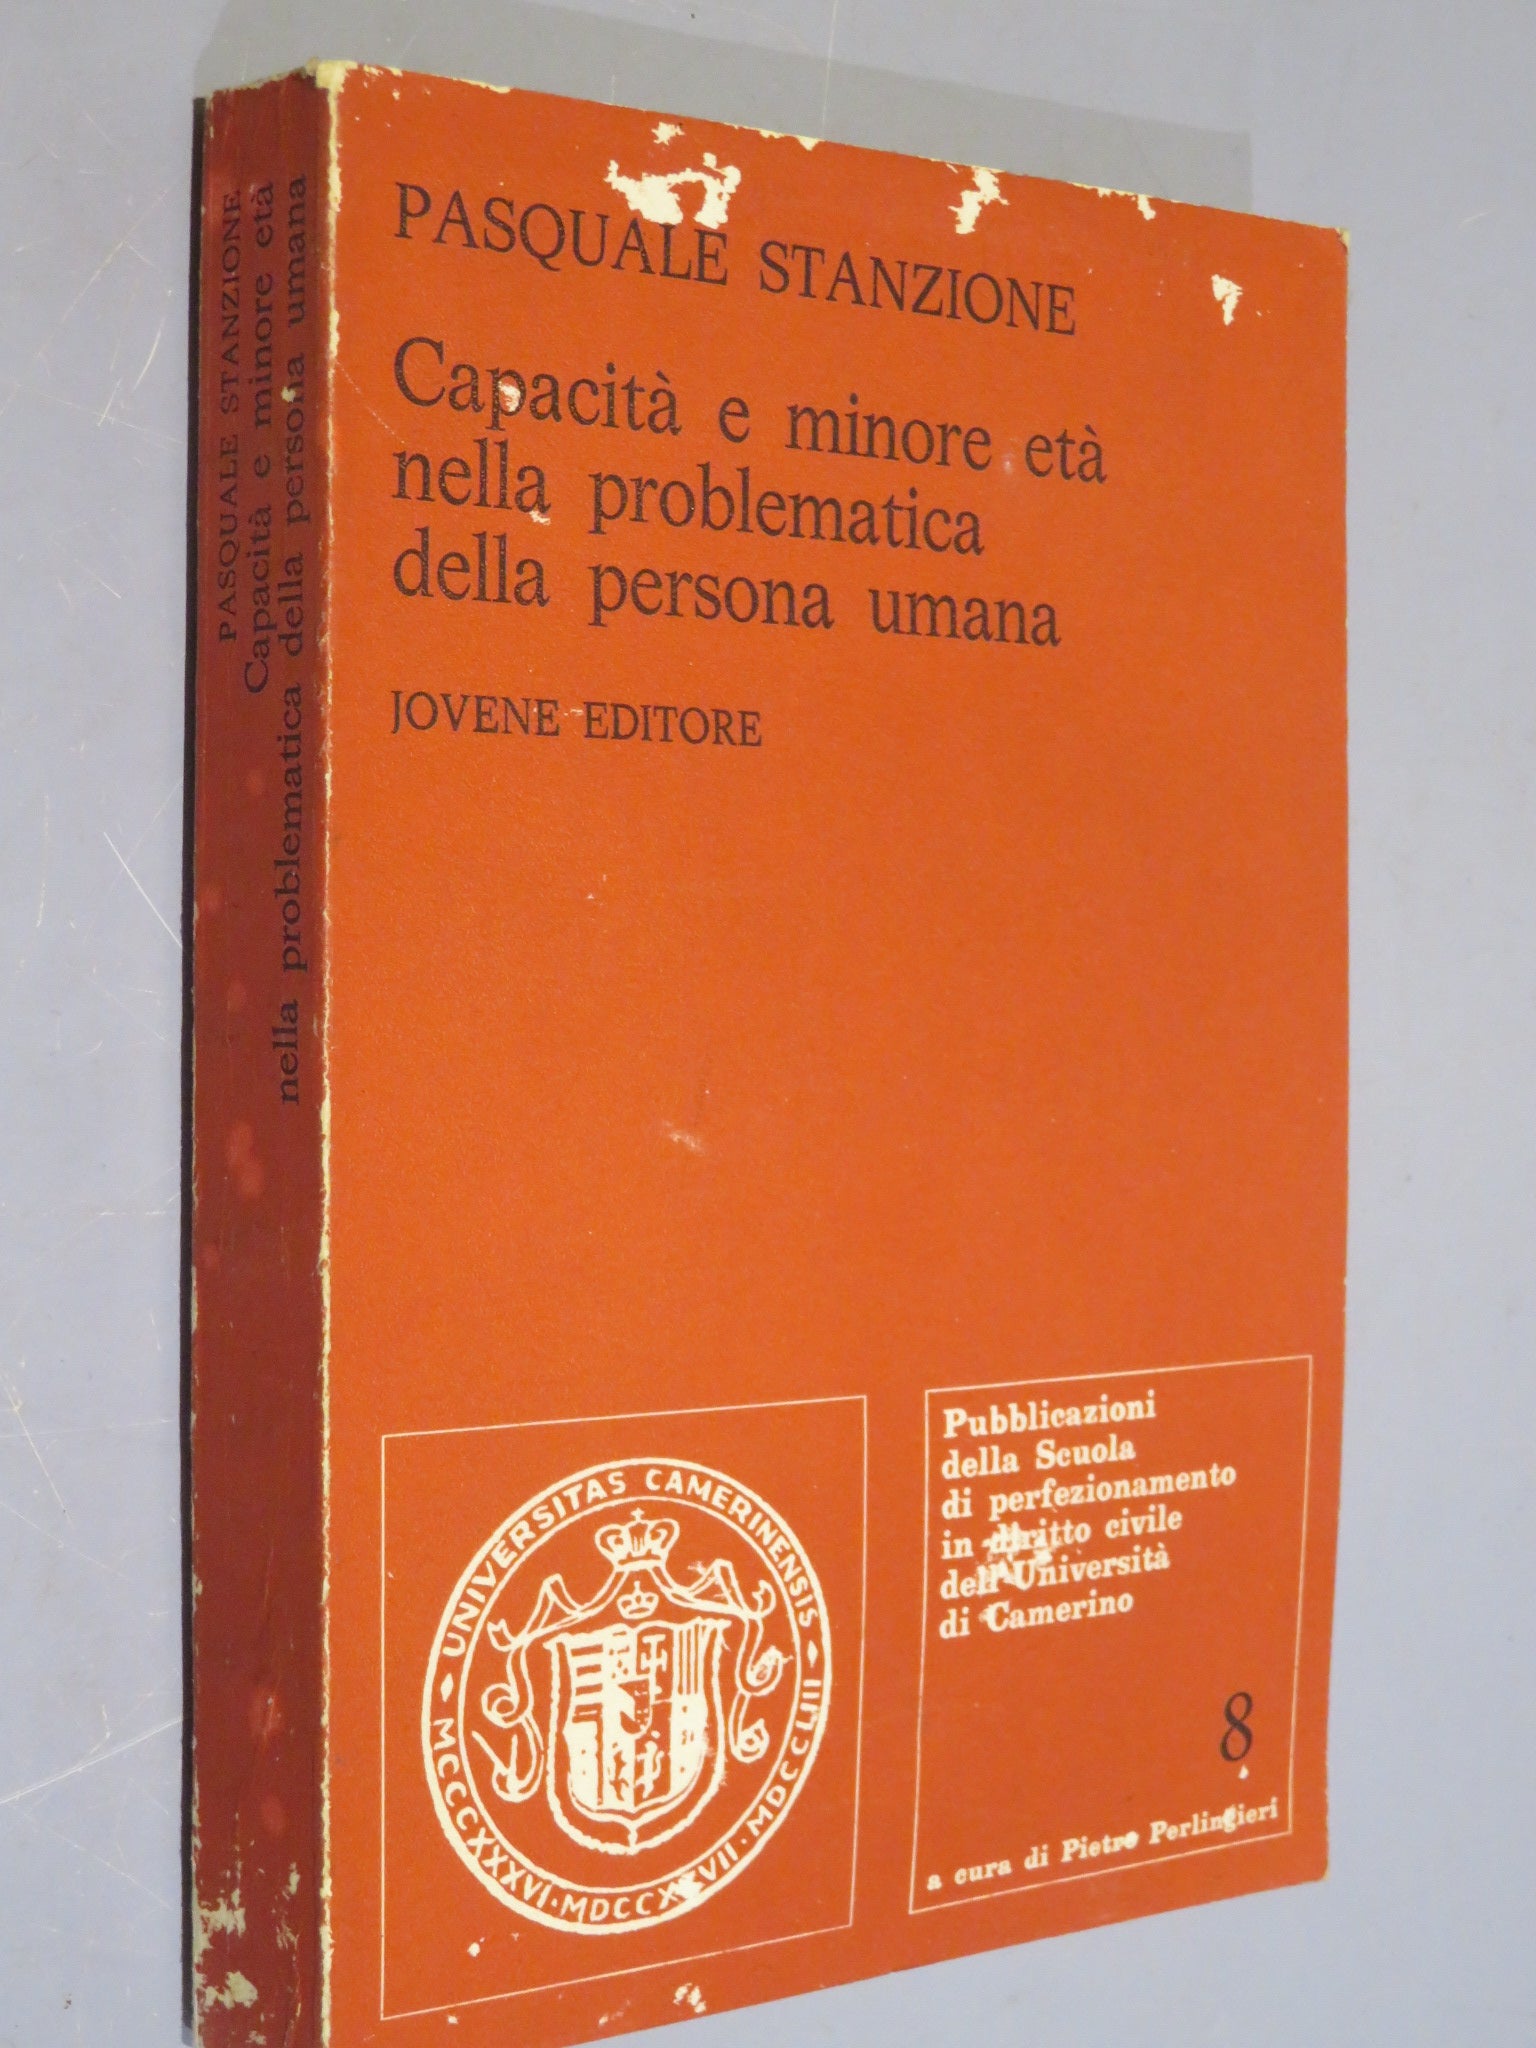 PASQUALE STANZIONE
Capacità e minore età
nella problematica della persona umana
PASQUALE STANZIONE
Capacità e minore età
nella problematica
della persona umana
JOVENE EDITORE
UNIVERSITAS CAMERINENSIS
MCCCXXXVI · MDCCXXVII · MDCCCLIII
Pubblicazioni
della Scuola
di perfezionamento
in diritto civile
dell'Università
di Camerino
8
a cura di Pietro Perlingieri